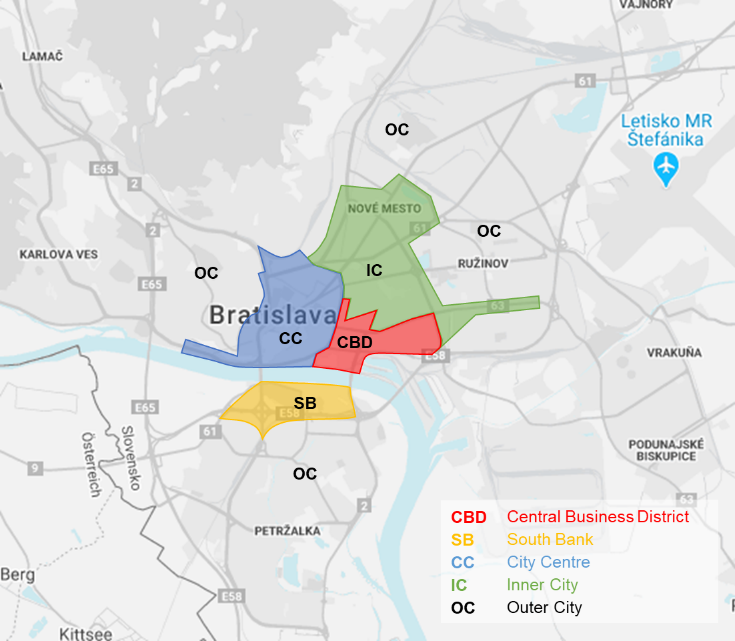 VAJNORY
LAMAČ
61
Letisko MR
Štefánika
OC
E65
2
NOVÉ MESTO
2
61
OC
KARLOVA VES
RUŽINOV
OC
IC
E65
63
Bratislava
CC
CBD
E58
VRAKUŇA
SB
E58
E65
61
Österreich
Slovensko
PODUNAJSKÉ
BISKUPICE
9
OC
63
2
PETRŽALKA
CBD Central Business District
SB South Bank
CC City Centre
IC Inner City
OC Outer City
Berg
E58
Kittsee